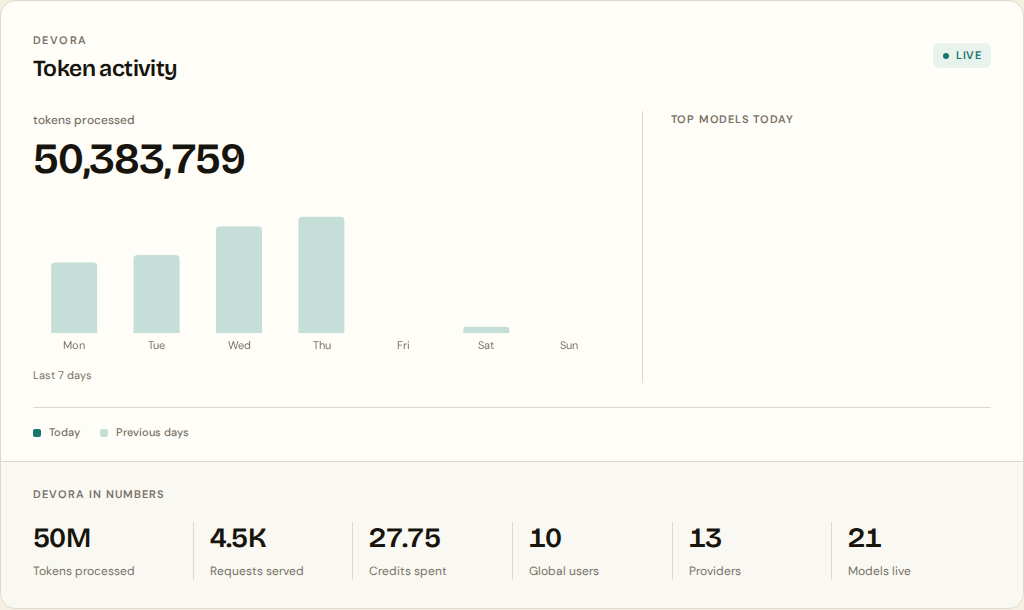 DEVORA
Token activity
LIVE
tokens processed
50,383,759
TOP MODELS TODAY
Mon Tue Wed Thu Fri Sat Sun
Last 7 days
Today Previous days
DEVORA IN NUMBERS
50M 4.5K 27.75 10 13 21
Tokens processed Requests served Credits spent Global users Providers Models live